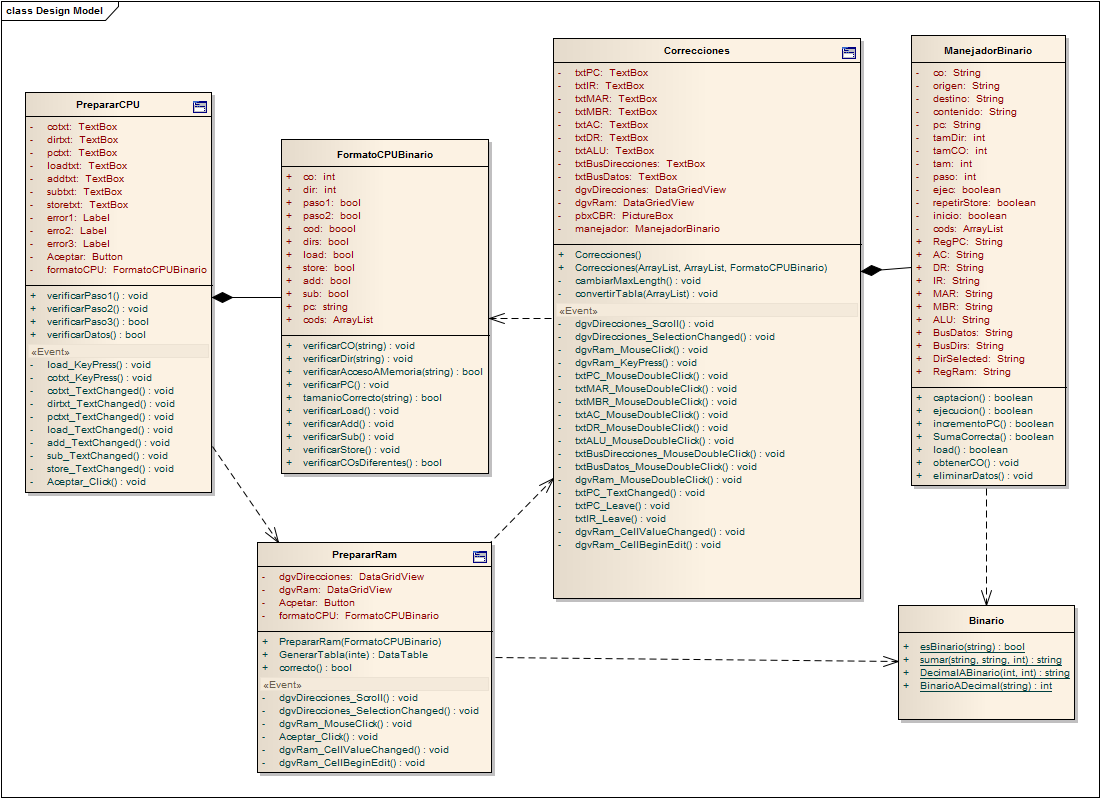 class Design Model
PrepararCPU
- cotxt: TextBox
- dirtxt: TextBox
- pctxt: TextBox
- loadtxt: TextBox
- addtxt: TextBox
- subtxt: TextBox
- storetxt: TextBox
- error1: Label
- erro2: Label
- error3: Label
- Aceptar: Button
- formatoCPU: FormatoCPUBinario
+ verificarPaso1() : void
+ verificarPaso2() : void
+ verificarPaso3() : bool
+ verificarDatos() : bool
«Event»
- load_KeyPress() : void
- cotxt_KeyPress() : void
- cotxt_TextChanged() : void
- dirtxt_TextChanged() : void
- pctxt_TextChanged() : void
- load_TextChanged() : void
- add_TextChanged() : void
- sub_TextChanged() : void
- store_TextChanged() : void
- Aceptar_Click() : void
FormatoCPUBinario
+ co: int
+ dir: int
+ paso1: bool
+ paso2: bool
+ cod: boool
+ dirs: bool
+ load: bool
+ store: bool
+ add: bool
+ sub: bool
+ pc: string
+ cods: ArrayList
+ verificarCO(string) : void
+ verificarDir(string) : void
+ verificarAccesoAMemoria(string) : bool
+ verificarPC() : void
+ tamanioCorrecto(string) : bool
+ verificarLoad() : void
+ verificarAdd() : void
+ verificarSub() : void
+ verificarStore() : void
+ verificarCOsDiferentes() : bool
Correcciones
- txtPC: TextBox
- txtIR: TextBox
- txtMAR: TextBox
- txtMBR: TextBox
- txtAC: TextBox
- txtDR: TextBox
- txtALU: TextBox
- txtBusDirecciones: TextBox
- txtBusDatos: TextBox
- dgvDirecciones: DataGriedView
- dgvRam: DataGriedView
- pbxCBR: PictureBox
- manejador: ManejadorBinario
+ Correcciones()
+ Correcciones(ArrayList, ArrayList, FormatoCPUBinario)
- cambiarMaxLength() : void
- convertirTabla(ArrayList) : void
«Event»
- dgvDirecciones_Scroll() : void
- dgvDirecciones_SelectionChanged() : void
- dgvRam_MouseClick() : void
- dgvRam_KeyPress() : void
- txtPC_MouseDoubleClick() : void
- txtMAR_MouseDoubleClick() : void
- txtMBR_MouseDoubleClick() : void
- txtAC_MouseDoubleClick() : void
- txtDR_MouseDoubleClick() : void
- txtALU_MouseDoubleClick() : void
- txtBusDirecciones_MouseDoubleClick() : void
- txtBusDatos_MouseDoubleClick() : void
- dgvRam_MouseDoubleClick() : void
- txtPC_TextChanged() : void
- txtPC_Leave() : void
- txtIR_Leave() : void
- dgvRam_CellValueChanged() : void
- dgvRam_CellBeginEdit() : void
ManejadorBinario
- co: String
- origen: String
- destino: String
- contenido: String
- pc: String
- tamDir: int
- tamCO: int
- tam: int
- paso: int
- ejec: boolean
- repetirStore: boolean
- inicio: boolean
- cods: ArrayList
+ RegPC: String
+ AC: String
+ DR: String
+ IR: String
+ MAR: String
+ MBR: String
+ ALU: String
+ BusDatos: String
+ BusDirs: String
+ DirSelected: String
+ RegRam: String
+ captacion() : boolean
+ ejecucion() : boolean
+ incrementoPC() : boolean
+ SumaCorrecta() : boolean
+ load() : boolean
+ obtenerCO() : void
+ eliminarDatos() : void
PrepararRam
- dgvDirecciones: DataGridView
- dgvRam: DataGridView
- Acpetar: Button
- formatoCPU: FormatoCPUBinario
+ PrepararRam(FormatoCPUBinario)
+ GenerarTabla(inte) : DataTable
+ correcto() : bool
«Event»
- dgvDirecciones_Scroll() : void
- dgvDirecciones_SelectionChanged() : void
- dgvRam_MouseClick() : void
- Aceptar_Click() : void
- dgvRam_CellValueChanged() : void
- dgvRam_CellBeginEdit() : void
Binario
+ esBinario(string) : bool
+ sumar(string, string, int) : string
+ DecimalABinario(int, int) : string
+ BinarioADecimal(string) : int